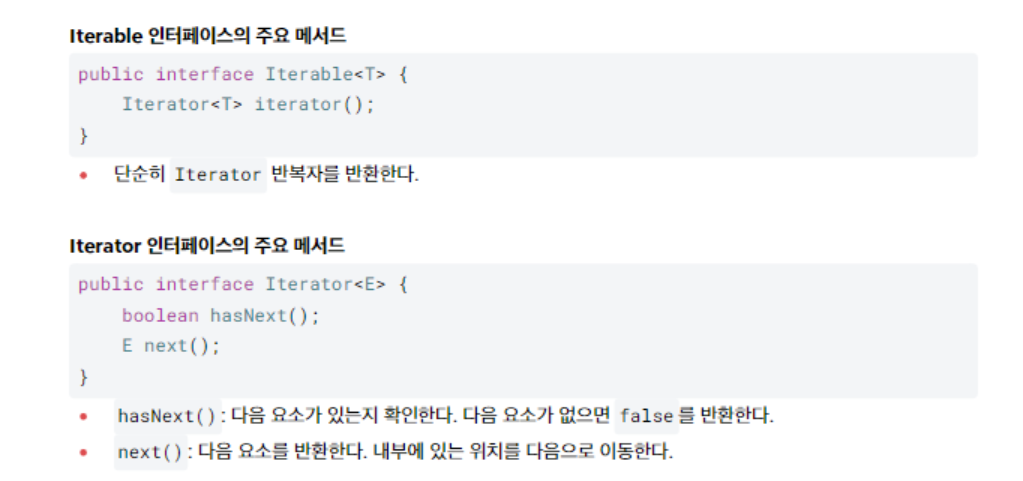 Iterable 인터페이스의 주요 메서드
public interface Iterable<T> {
    Iterator<T> iterator();
}
• 단순히 Iterator 반복자를 반환한다.
Iterator 인터페이스의 주요 메서드
public interface Iterator<E> {
    boolean hasNext();
    E next();
}
• hasNext() : 다음 요소가 있는지 확인한다. 다음 요소가 없으면 false 를 반환한다.
• next() : 다음 요소를 반환한다. 내부에 있는 위치를 다음으로 이동한다.